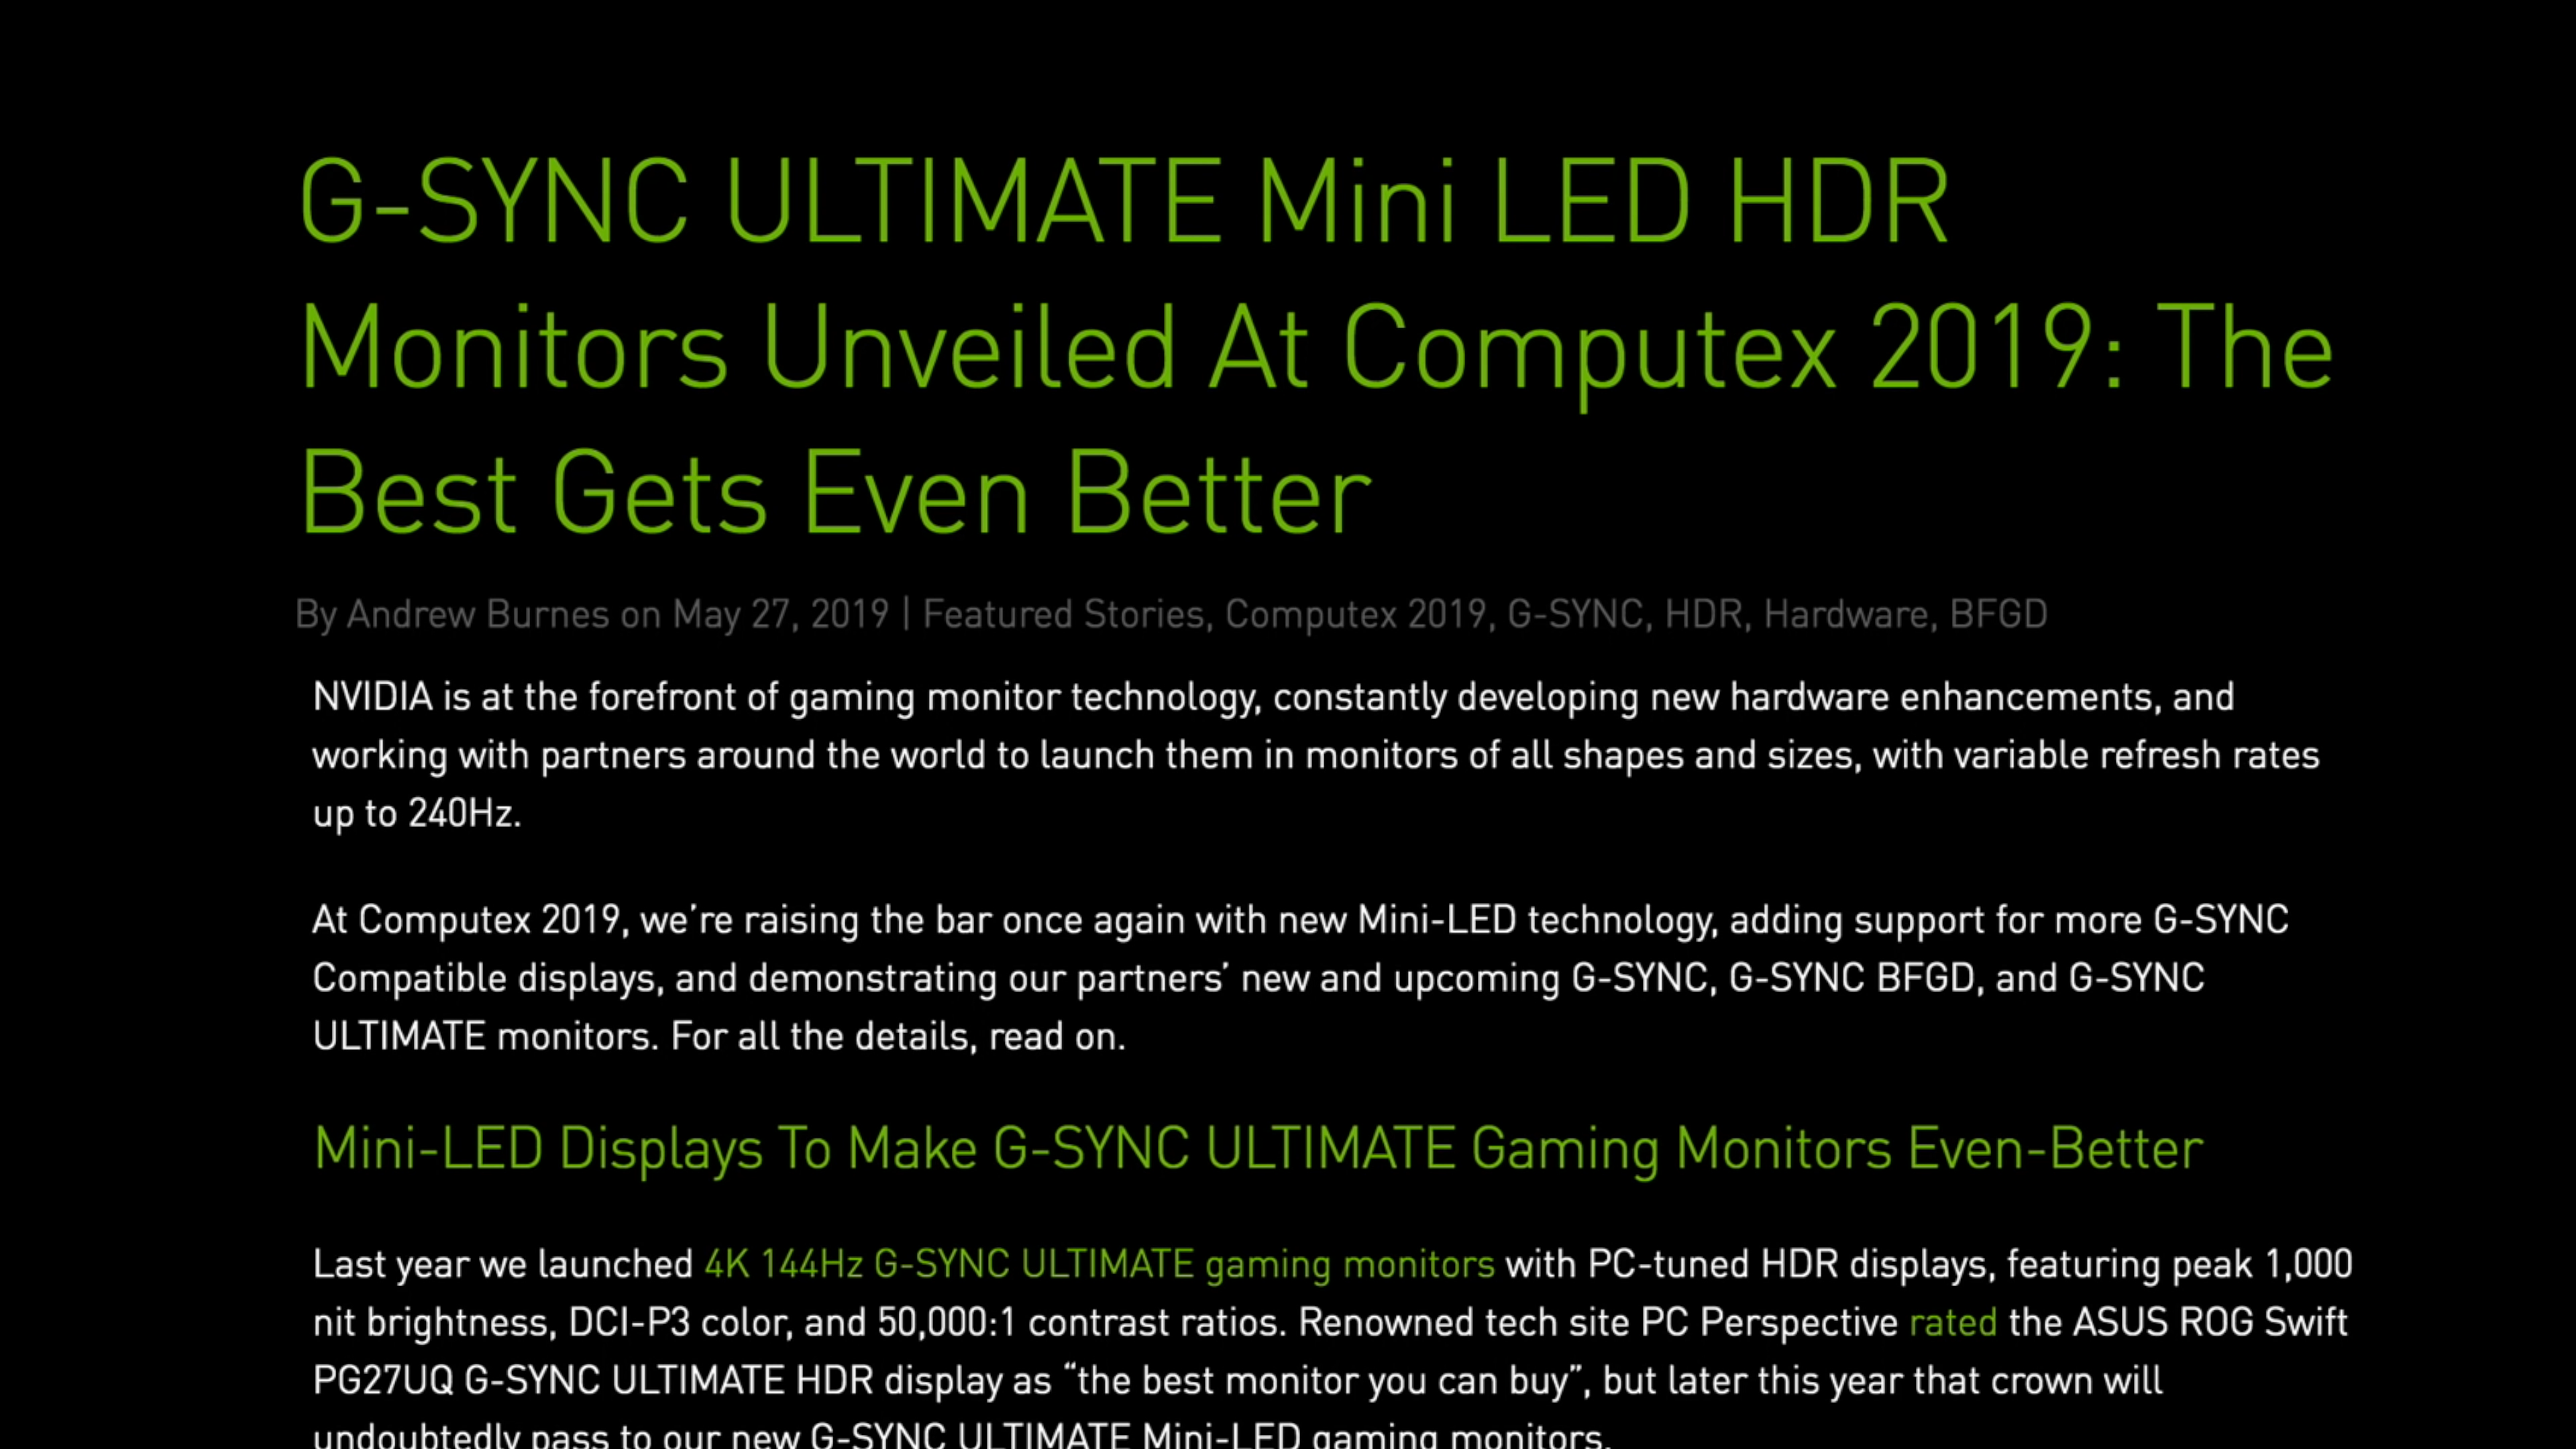 G-SYNC ULTIMATE Mini LED HDR
Monitors Unveiled At Computex 2019: The
Best Gets Even Better
By Andrew Burnes on May 27, 2019 | Featured Stories, Computex 2019, G-SYNC, HDR, Hardware, BFGD
NVIDIA is at the forefront of gaming monitor technology, constantly developing new hardware enhancements, and
working with partners around the world to launch them in monitors of all shapes and sizes, with variable refresh rates
up to 240Hz.
At Computex 2019, we’re raising the bar once again with new Mini-LED technology, adding support for more G-SYNC
Compatible displays, and demonstrating our partners’ new and upcoming G-SYNC, G-SYNC BFGD, and G-SYNC
ULTIMATE monitors. For all the details, read on.
Mini-LED Displays To Make G-SYNC ULTIMATE Gaming Monitors Even-Better
Last year we launched 4K 144Hz G-SYNC ULTIMATE gaming monitors with PC-tuned HDR displays, featuring peak 1,000
nit brightness, DCI-P3 color, and 50,000:1 contrast ratios. Renowned tech site PC Perspective rated the ASUS ROG Swift
PG27UQ G-SYNC ULTIMATE HDR display as “the best monitor you can buy”, but later this year that crown will
undoubtedly pass to our new G-SYNC ULTIMATE Mini-LED gaming monitors.